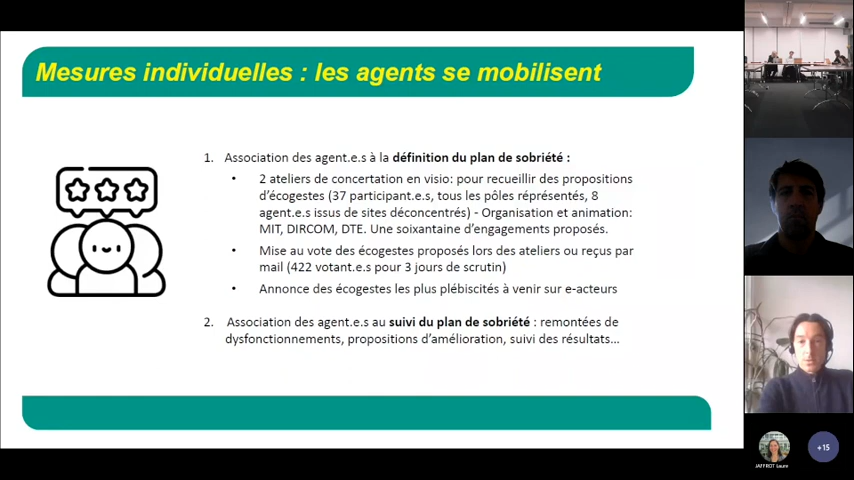 Mesures individuelles : les agents se mobilisent
1. Association des agent.e.s à la définition du plan de sobriété :
• 2 ateliers de concertation en visio: pour recueillir des propositions
d'écogestes (37 participant.e.s, tous les pôles réprésentés, 8
agent.e.s issus de sites déconcentrés) - Organisation et animation:
MIT, DIRCOM, DTE. Une soixantaine d'engagements proposés.
• Mise au vote des écogestes proposés lors des ateliers ou reçus par
mail (422 votant.e.s pour 3 jours de scrutin)
• Annonce des écogestes les plus plébiscités à venir sur e-acteurs
2. Association des agent.e.s au suivi du plan de sobriété : remontées de
dysfonctionnements, propositions d'amélioration, suivi des résultats…
JAFFROT Laure
+15